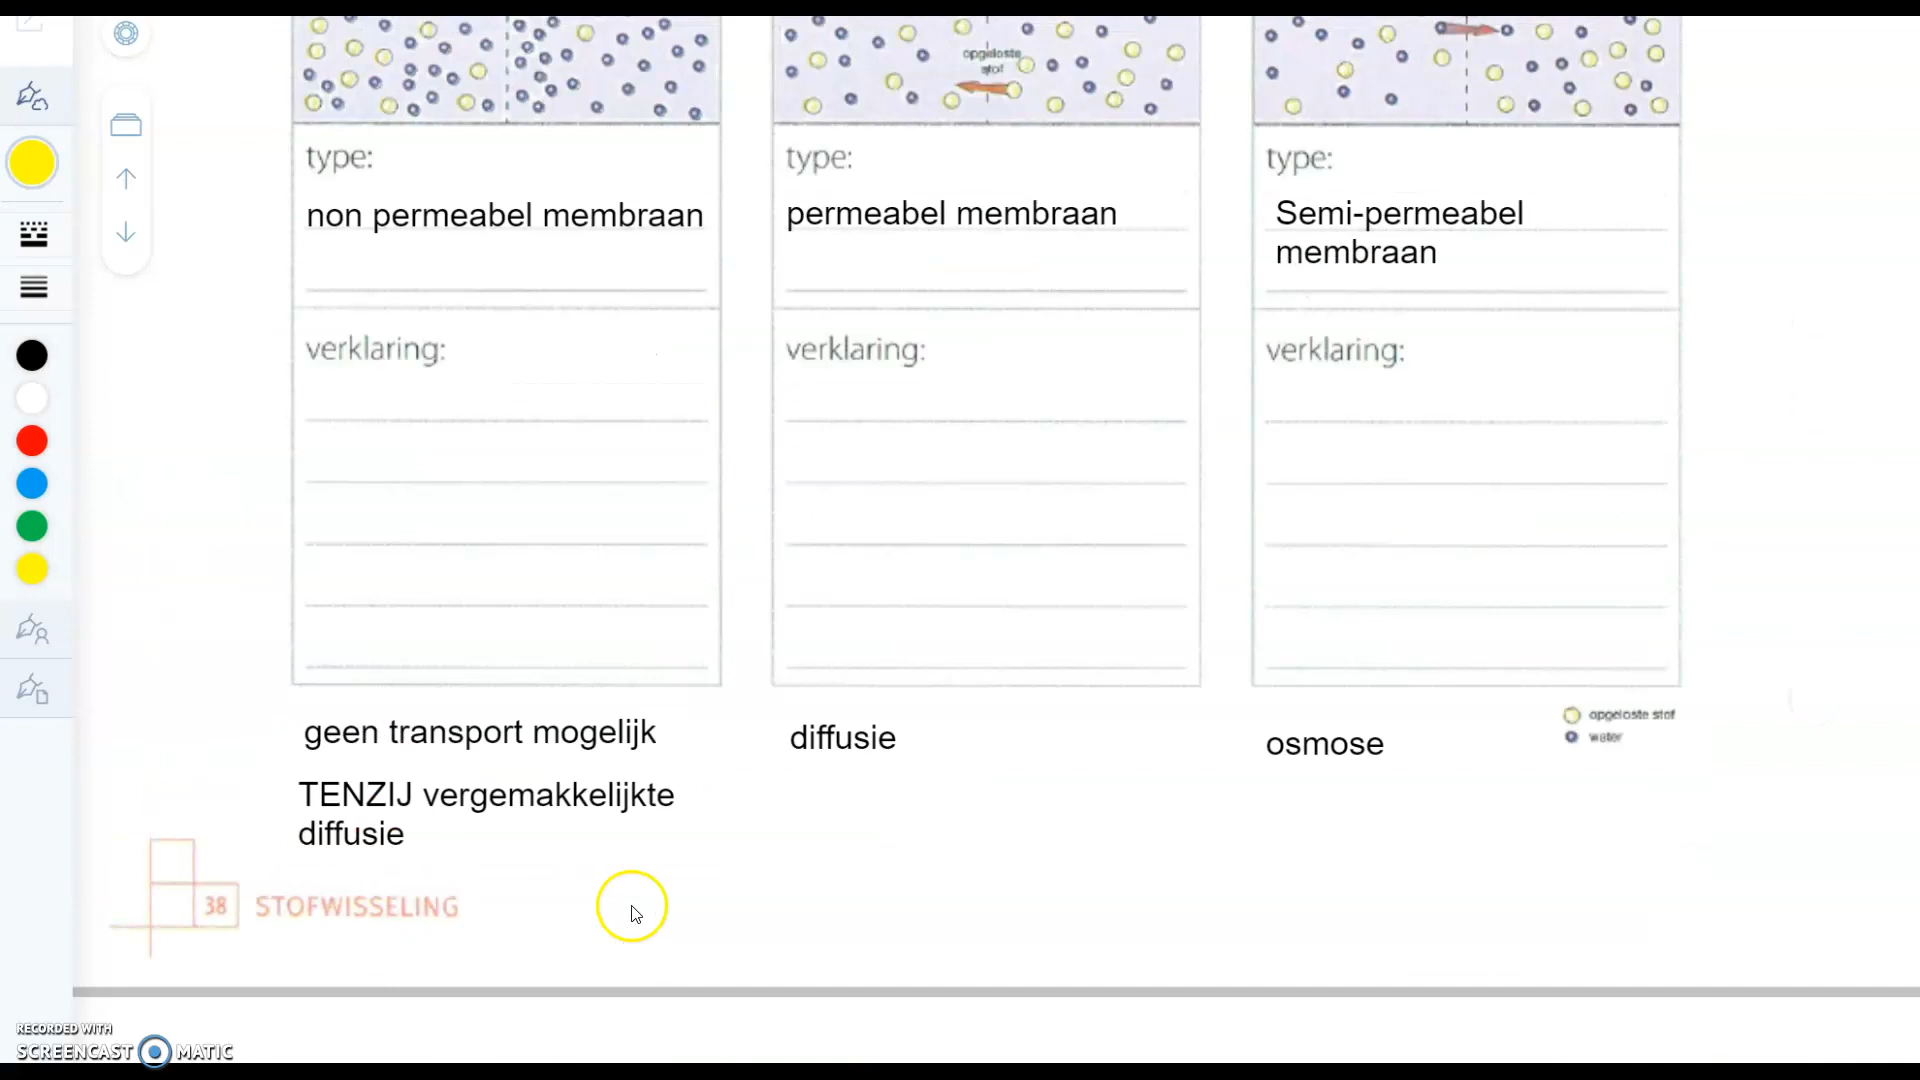 opgeloste
stof
type:
non permeabel membraan
verklaring:
type:
permeabel membraan
verklaring:
type:
Semi-permeabel
membraan
verklaring:
geen transport mogelijk
TENZIJ vergemakkelijkte
diffusie
diffusie
osmose
opgeloste stof
water
38 STOFWISSELING
RECORDED WITH
SCREENCAST MATIC